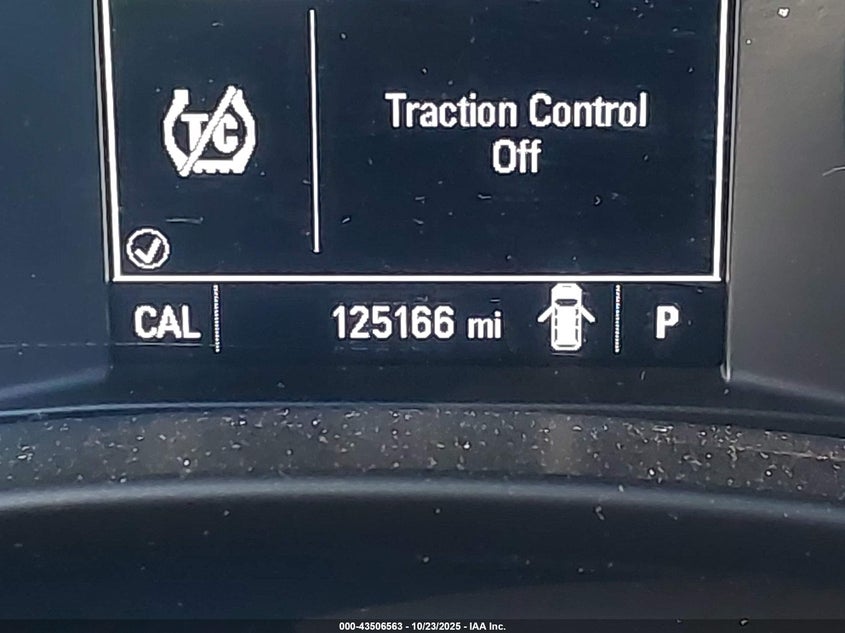 T/C
Traction Control
Off
CAL
125166 mi
P
000-43506563 - 10/23/2025 - IAA Inc.